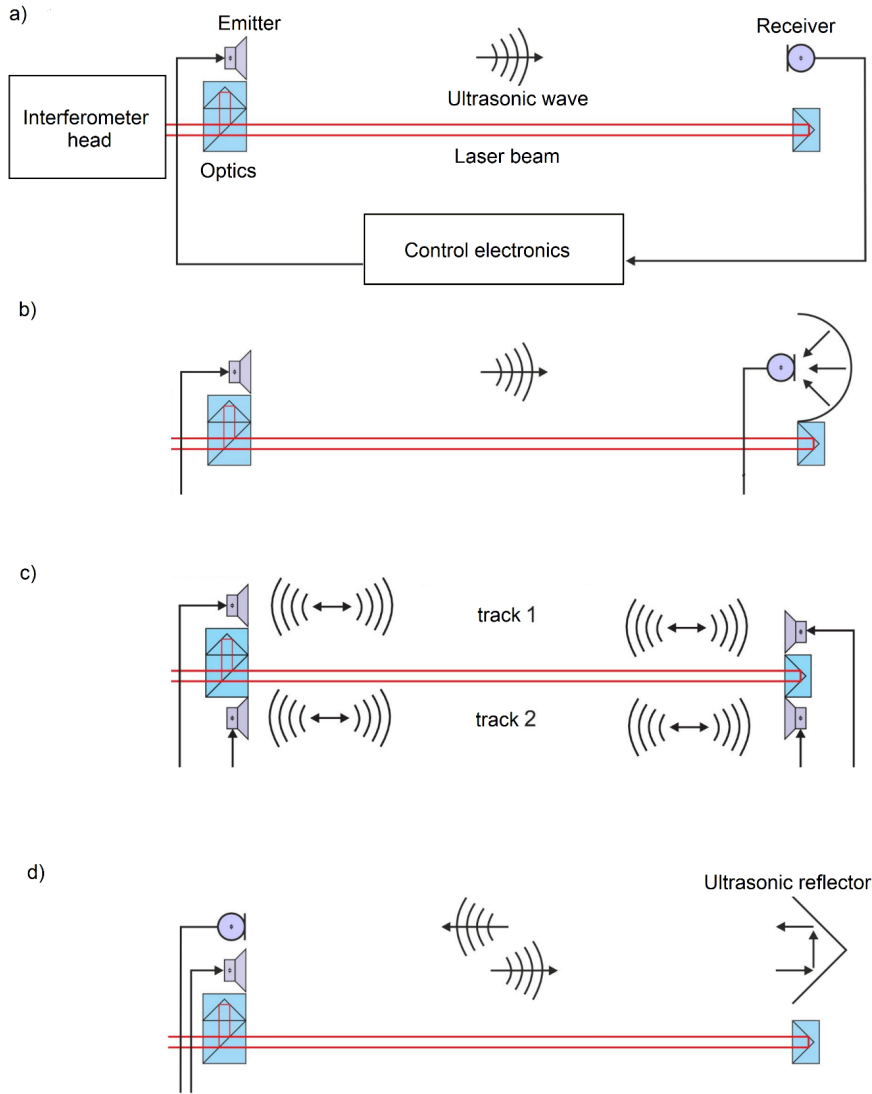 a)
Emitter
Receiver
Interferometer
head
Ultrasonic wave
Laser beam
Optics
Control electronics
b)
c)
track 1
track 2
d)
Ultrasonic reflector